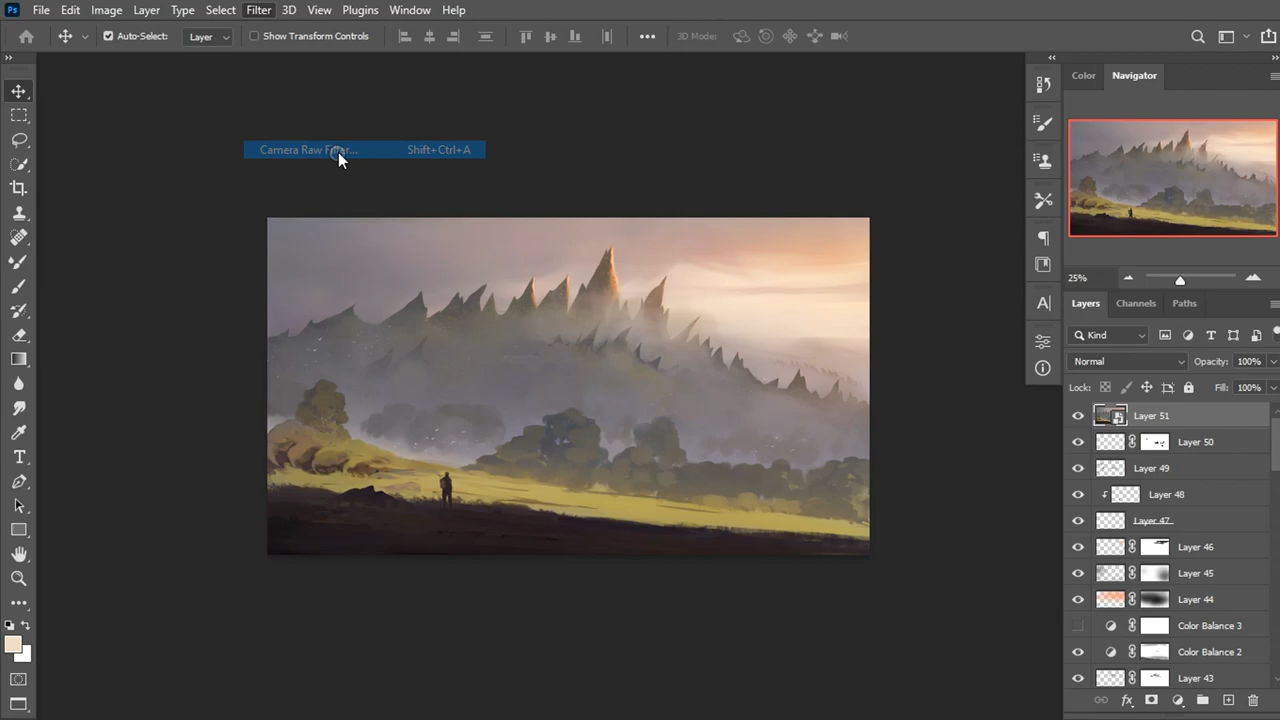 Ps File Edit Image Layer Type Select Filter 3D View Plugins Window Help
Auto-Select: Layer Show Transform Controls 3D Mode:
Color Navigator
Camera Raw Filter... Shift+Ctrl+A
25%
Layers Channels Paths
Kind
Normal Opacity: 100%
Lock: Fill: 100%
Layer 51
Layer 50
Layer 49
Layer 48
Layer 47
Layer 46
Layer 45
Layer 44
Color Balance 3
Color Balance 2
Layer 43